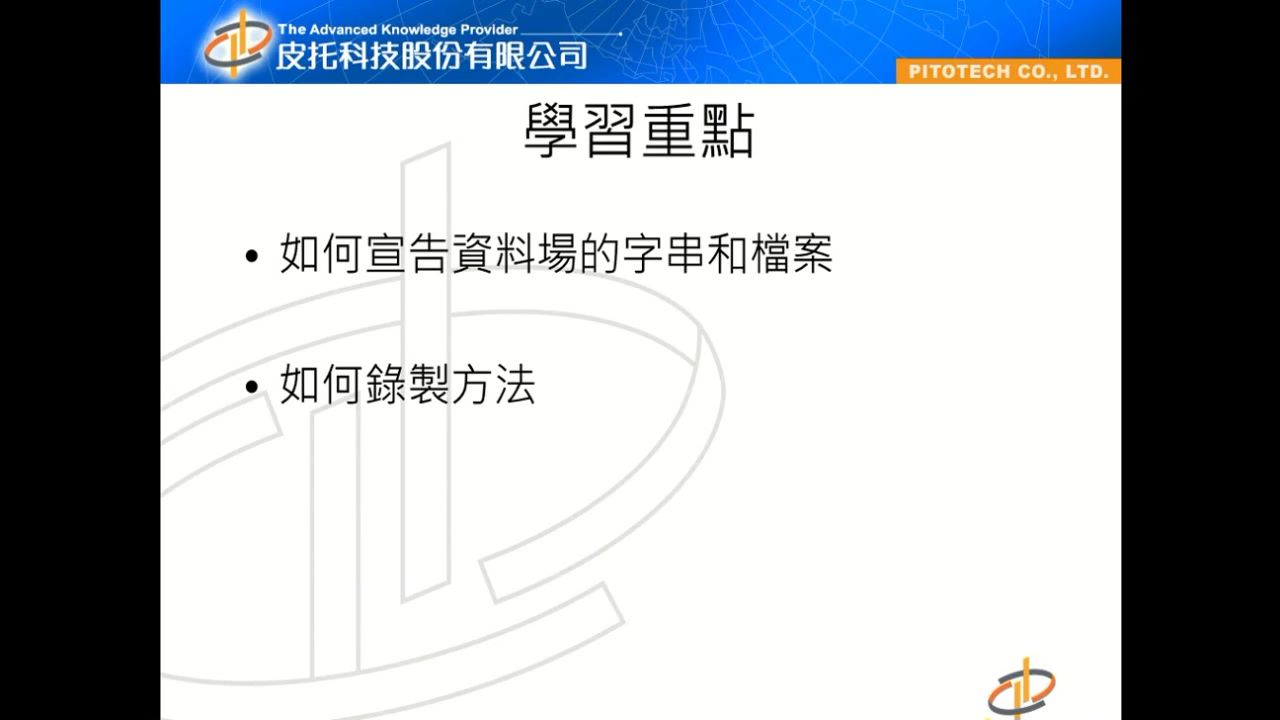 The Advanced Knowledge Provider
皮托科技股份有限公司
PITOTECH CO., LTD.
學習重點
• 如何宣告資料場的字串和檔案
• 如何錄製方法